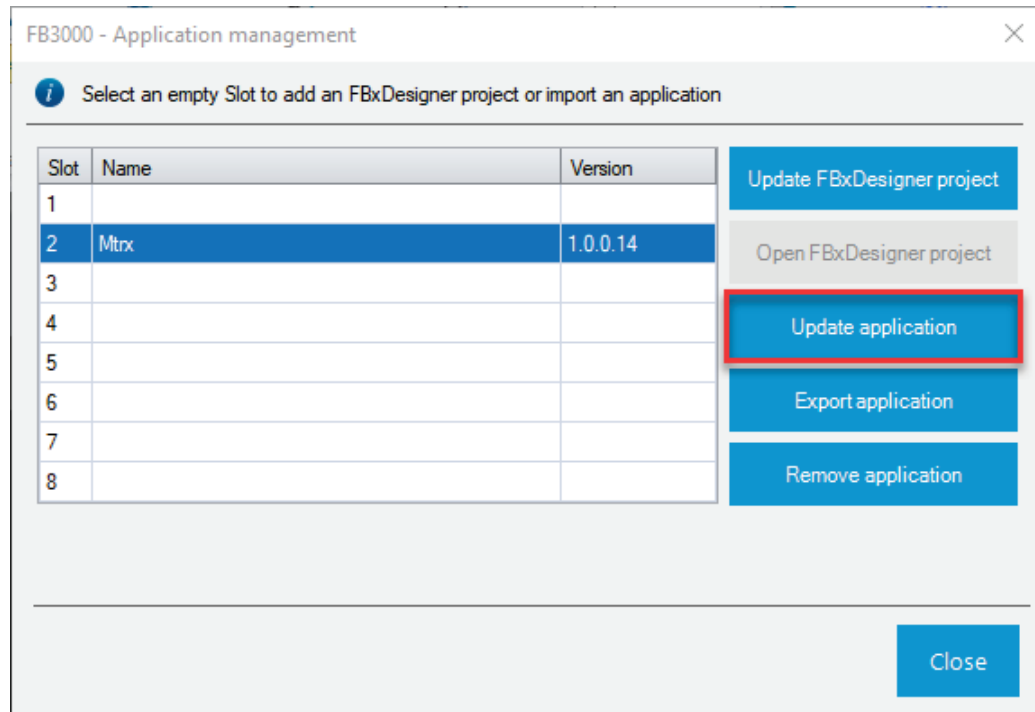 FB3000 - Application management
Select an empty Slot to add an FBxDesigner project or import an application
Slot Name Version
1
2 Mtrx 1.0.0.14
3
4
5
6
7
8
Update FBxDesigner project
Open FBxDesigner project
Update application
Export application
Remove application
Close